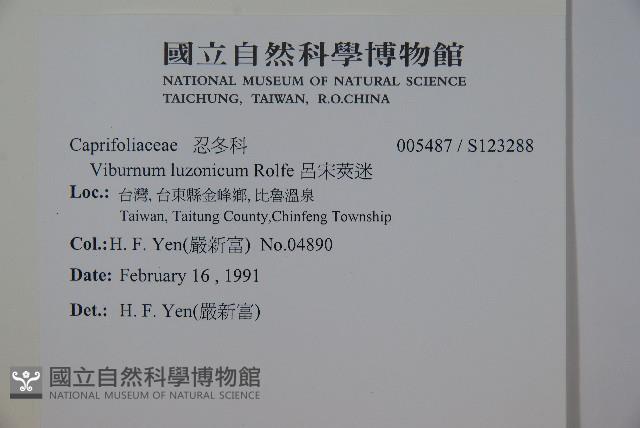 國立自然科學博物館
NATIONAL MUSEUM OF NATURAL SCIENCE
TAICHUNG, TAIWAN, R.O.CHINA
Caprifoliaceae 忍冬科 005487 / S123288
Viburnum luzonicum Rolfe 呂宋莢迷
Loc.: 台灣, 台東縣金峰鄉, 比魯溫泉
Taiwan, Taitung County,Chinfeng Township
Col.:H. F. Yen(嚴新富) No.04890
Date: February 16 , 1991
Det.: H. F. Yen(嚴新富)
國立自然科學博物館
NATIONAL MUSEUM OF NATURAL SCIENCE